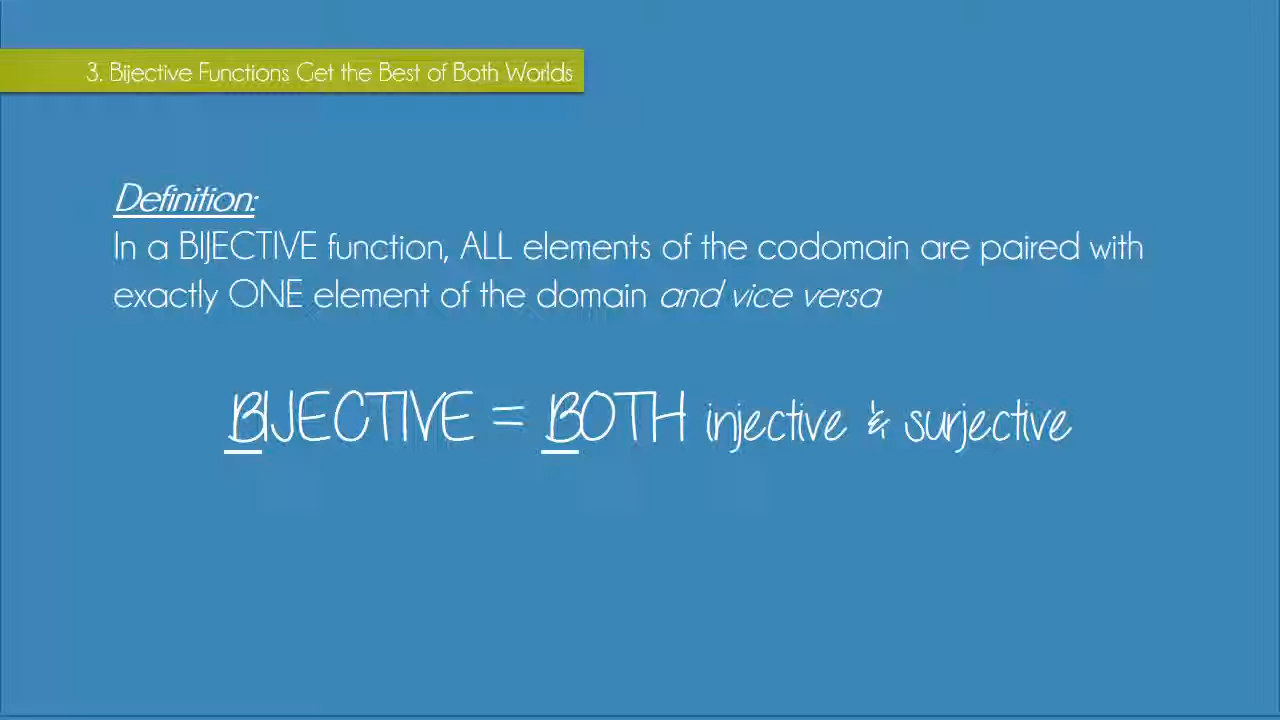 3. Bijective Functions Get the Best of Both Worlds
Definition:
In a BIJECTIVE function, ALL elements of the codomain are paired with
exactly ONE element of the domain and vice versa
BIJECTIVE = BOTH injective & surjective